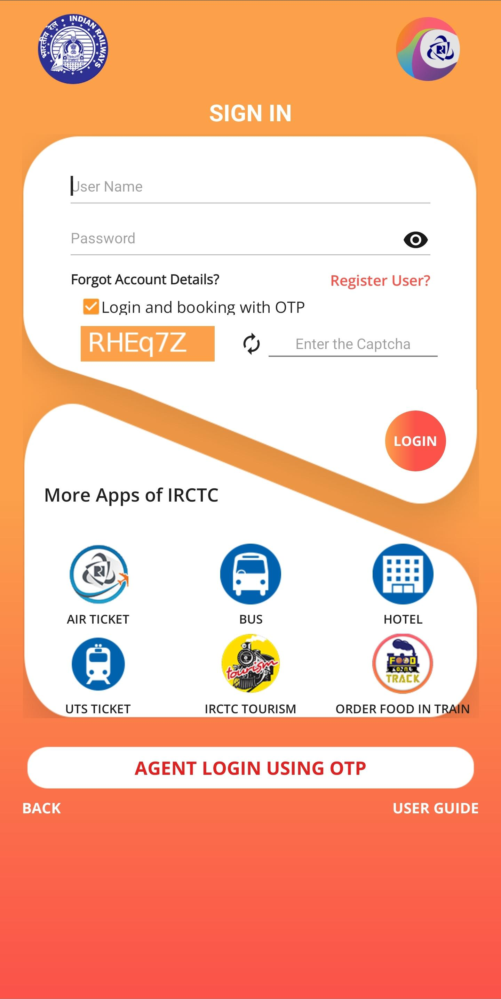 भारतीय रेल • INDIAN RAILWAYS
SIGN IN
User Name
Password
Forgot Account Details?
Register User?
Login and booking with OTP
RHEq7Z
Enter the Captcha
LOGIN
More Apps of IRCTC
AIR TICKET
BUS
HOTEL
tourism
FOOD
ON
TRACK
UTS TICKET
IRCTC TOURISM
ORDER FOOD IN TRAIN
AGENT LOGIN USING OTP
BACK
USER GUIDE